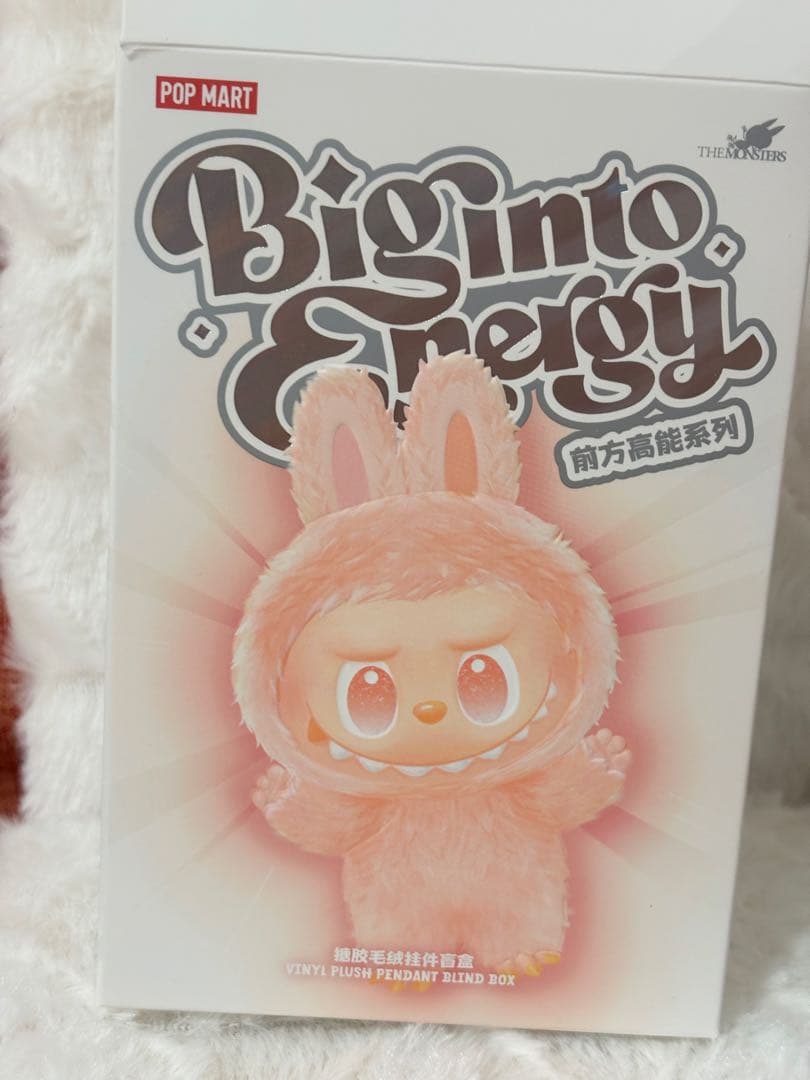 POP MART
THE MONSTERS
Big into
Energy
前方高能系列
搪胶毛绒挂件盲盒
VINYL PLUSH PENDANT BLIND BOX